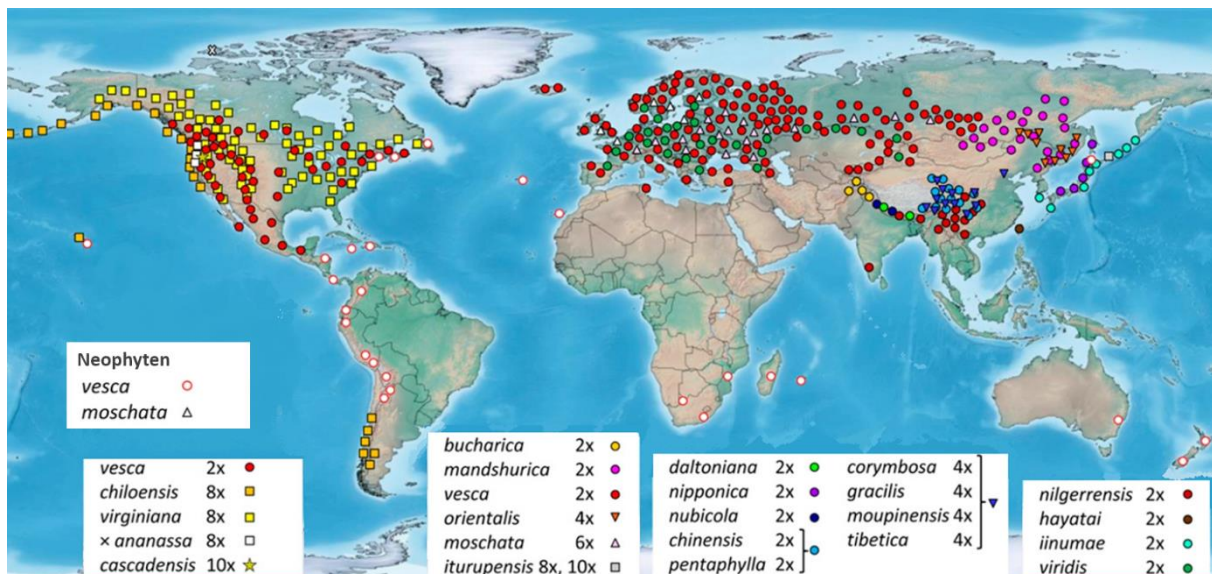 Neophyten
vesca
moschata
vesca 2x
chiloensis 8x
virginiana 8x
× ananassa 8x
cascadensis 10x
bucharica 2x
mandshurica 2x
vesca 2x
orientalis 4x
moschata 6x
iturupensis 8x, 10x
daltoniana 2x
nipponica 2x
nubicola 2x
chinensis 2x
pentaphylla 2x
corymbosa 4x
gracilis 4x
moupinensis 4x
tibetica 4x
nilgerrensis 2x
hayatai 2x
iinumae 2x
viridis 2x